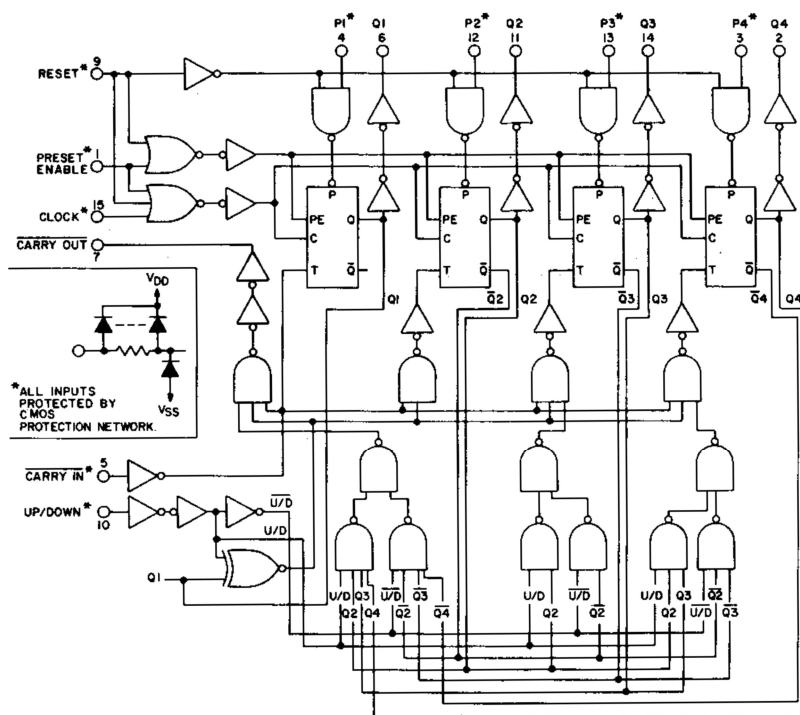 P1* Q1 P2* Q2 P3* Q3 P4* Q4
4 6 12 11 13 14 3 2
9
RESET*
1
PRESET*
ENABLE
15
CLOCK*
CARRY OUT
7
P P P P
PE Q PE Q PE Q PE Q
C C C C
T Q̅ T Q̅ T Q̅ T Q̅
Q1 Q̅2 Q2 Q̅3 Q3 Q̅4 Q4
VDD
VSS
*ALL INPUTS
PROTECTED BY
CMOS
PROTECTION NETWORK.
5
CARRY IN*
UP/DOWN*
10
U/D
U/D
Q1
U/D Q3 U/D Q̅3 U/D U/D U/D Q3 Q̅2
Q2 Q4 Q̅2 Q̅4 Q2 Q̅2 Q2 U/D Q̅3